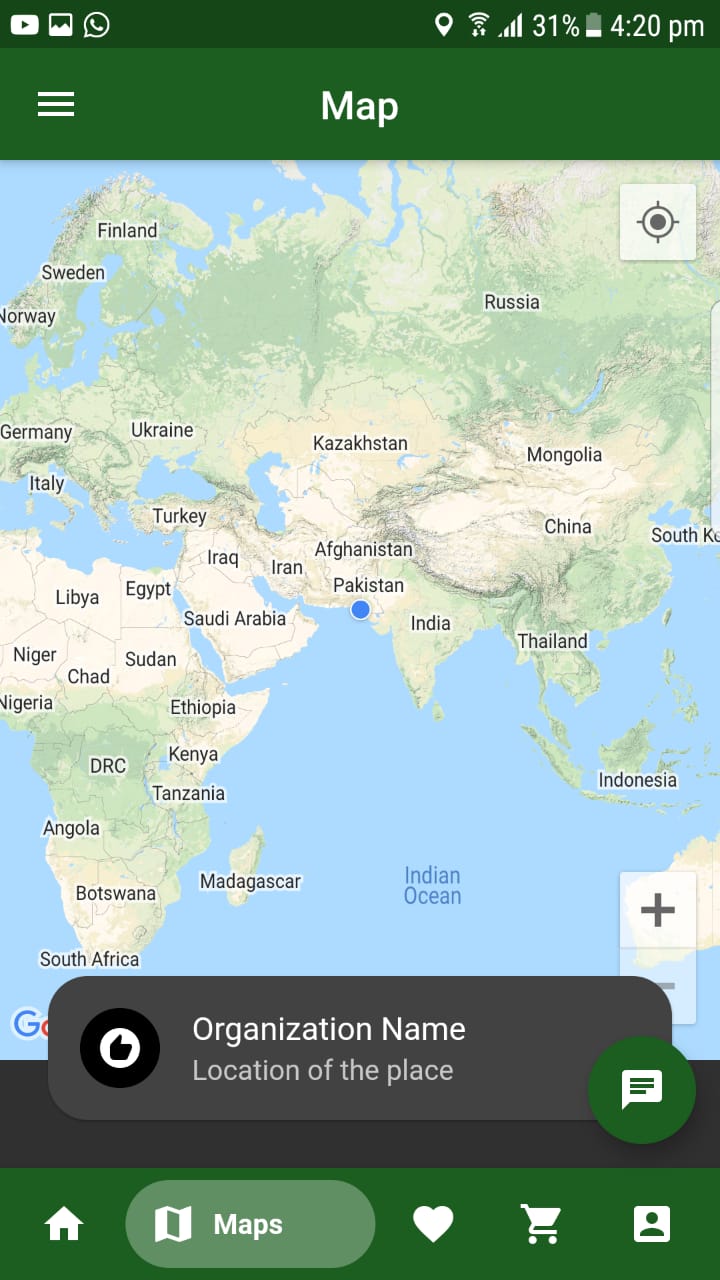 31% 4:20 pm
Map
Finland
Sweden
Norway
Russia
Germany
Ukraine
Kazakhstan
Mongolia
Italy
Turkey
China
South Ko
Afghanistan
Iraq
Iran
Pakistan
Libya
Egypt
Saudi Arabia
India
Thailand
Niger
Sudan
Chad
Nigeria
Ethiopia
DRC
Kenya
Indonesia
Tanzania
Angola
Madagascar
Indian
Ocean
Botswana
South Africa
+
Go
Organization Name
Location of the place
Maps